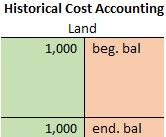 Historical Cost Accounting
Land
1,000 beg. bal
1,000 end. bal